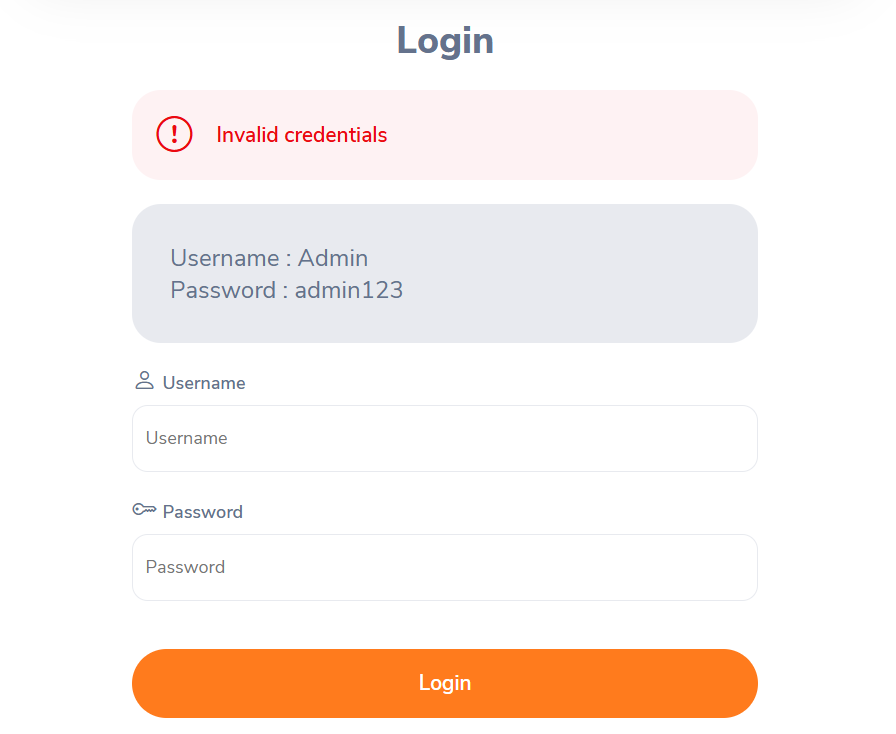 Login
Invalid credentials
Username : Admin
Password : admin123
Username
Username
Password
Password
Login